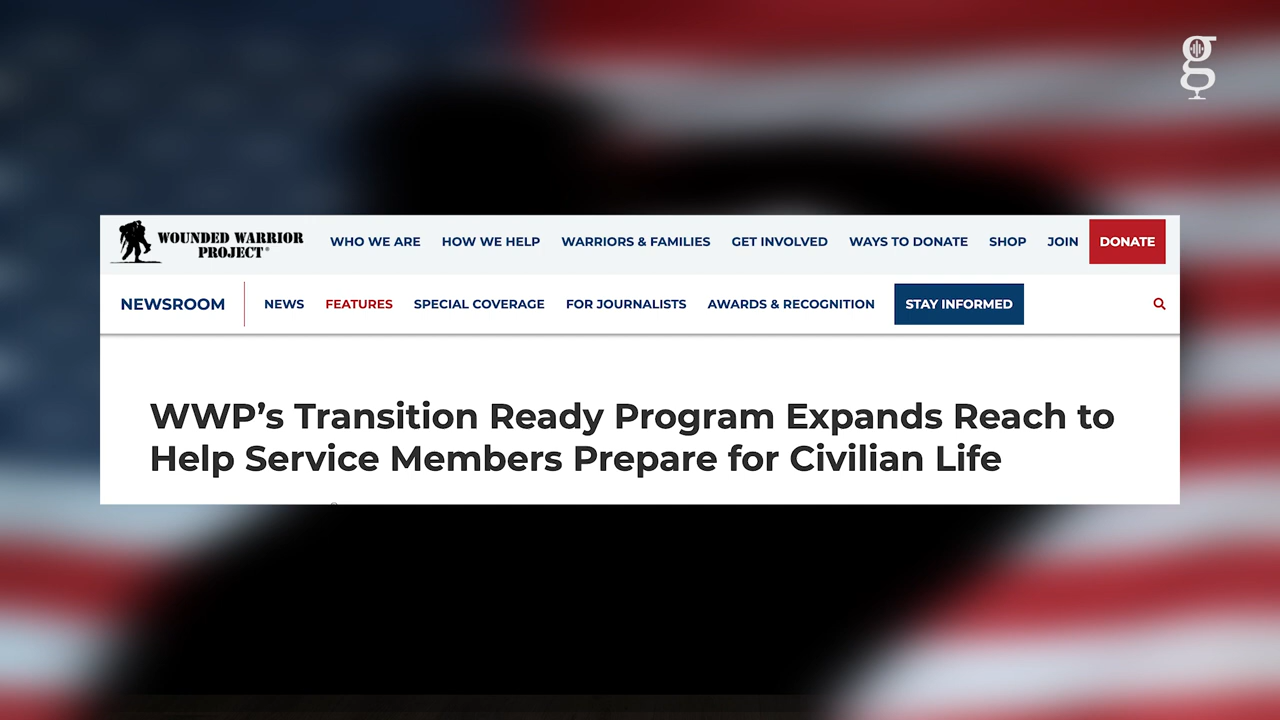 g
WOUNDED WARRIOR
PROJECT®
WHO WE ARE HOW WE HELP WARRIORS & FAMILIES GET INVOLVED WAYS TO DONATE SHOP JOIN DONATE
NEWSROOM NEWS FEATURES SPECIAL COVERAGE FOR JOURNALISTS AWARDS & RECOGNITION STAY INFORMED
WWP’s Transition Ready Program Expands Reach to
Help Service Members Prepare for Civilian Life